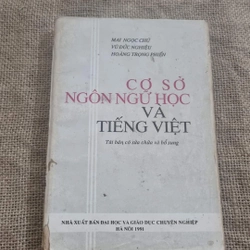 MAI NGỌC CHỪ
VŨ ĐỨC NGHIỆU
HOÀNG TRỌNG PHIẾN
CƠ SỞ
NGÔN NGỮ HỌC
VÀ
TIẾNG VIỆT
Tái bản có sửa chữa và bổ sung
NHÀ XUẤT BẢN ĐẠI HỌC VÀ GIÁO DỤC CHUYÊN NGHIỆP
HÀ NỘI 1991